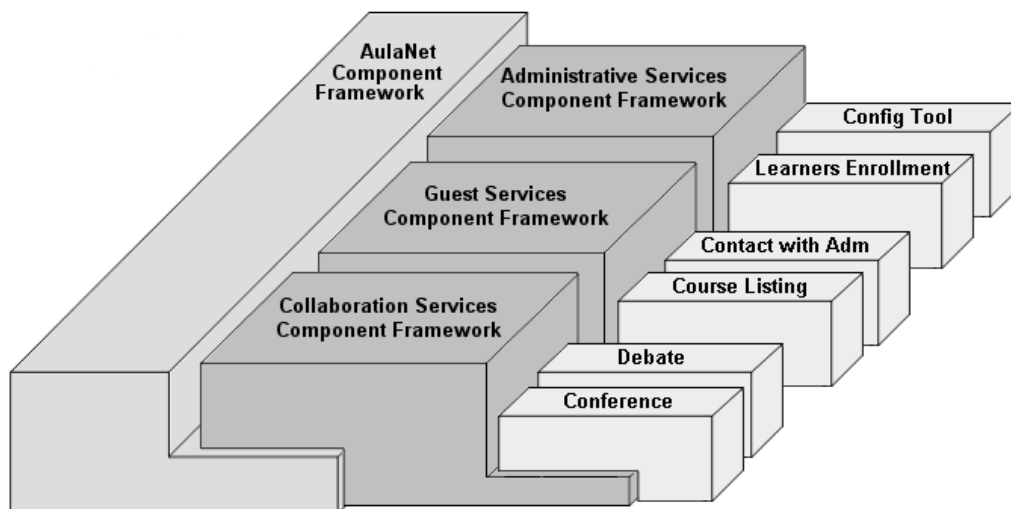 AulaNet
Component
Framework
Administrative Services
Component Framework
Config Tool
Learners Enrollment
Guest Services
Component Framework
Contact with Adm
Course Listing
Collaboration Services
Component Framework
Debate
Conference